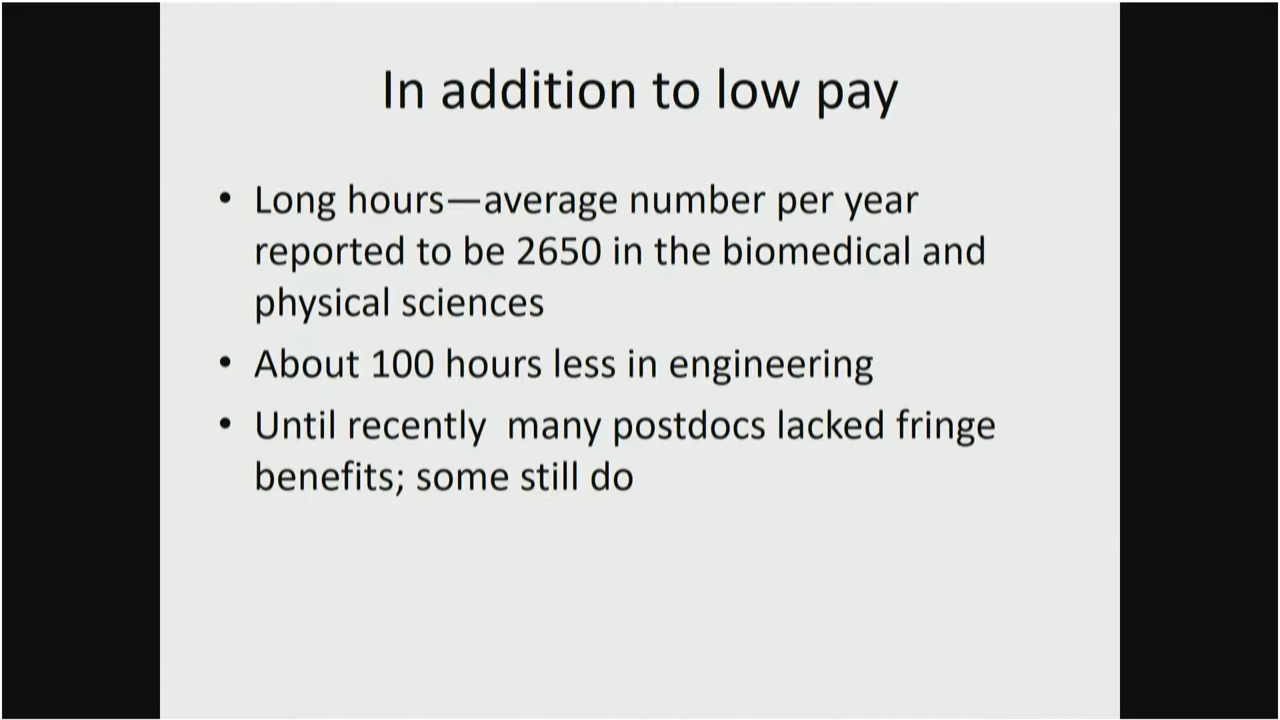 In addition to low pay
• Long hours—average number per year
reported to be 2650 in the biomedical and
physical sciences
• About 100 hours less in engineering
• Until recently  many postdocs lacked fringe
benefits; some still do